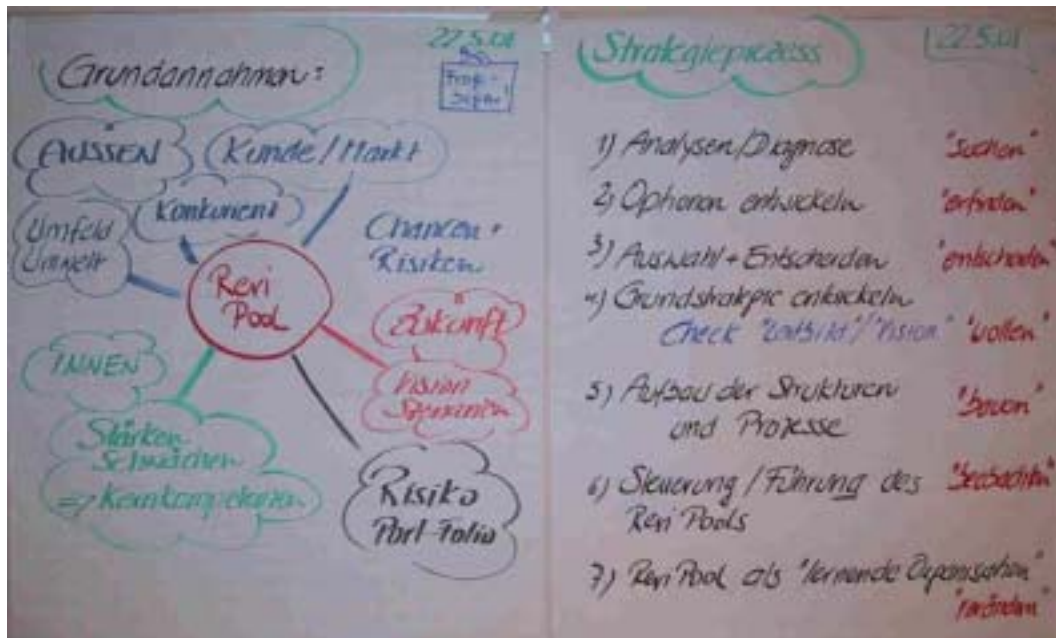 Grundannahmen:
22.5.01
AUSSEN
Kunde/Markt
Konkurrenz
Umfeld
Umwelt
Chancen +
Risiken
Revi
Pool
Zukunft
Vision
Szenarien
INNEN
Stärken
Schwächen
=> Kernkompetenzen
Risiko
Port-Folio
Strategieprozess
22.5.01
1) Analysen/Diagnose "suchen"
2) Optionen entwickeln "erfinden"
3) Auswahl + Entscheiden "entscheiden"
4) Grundstrategie entwickeln
Check "Leitbild"/"Vision" "wollen"
5) Aufbau der Strukturen
und Prozesse "bauen"
6) Steuerung/Führung des "beobachten"
Revi Pools
7) Revi Pool als "lernende Organisation"
"verändern"